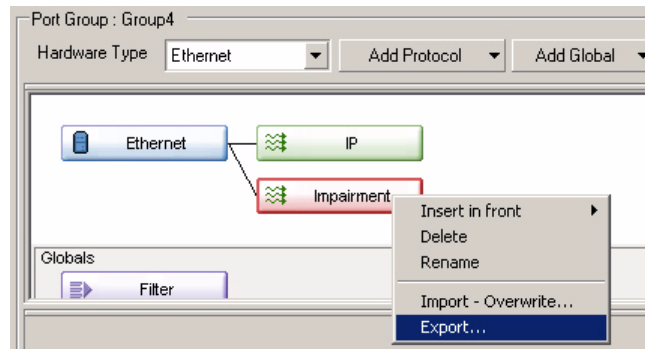 Port Group : Group4
Hardware Type Ethernet Add Protocol Add Global
Ethernet IP
Impairment
Insert in front
Delete
Rename
Import - Overwrite...
Export...
Globals
Filter